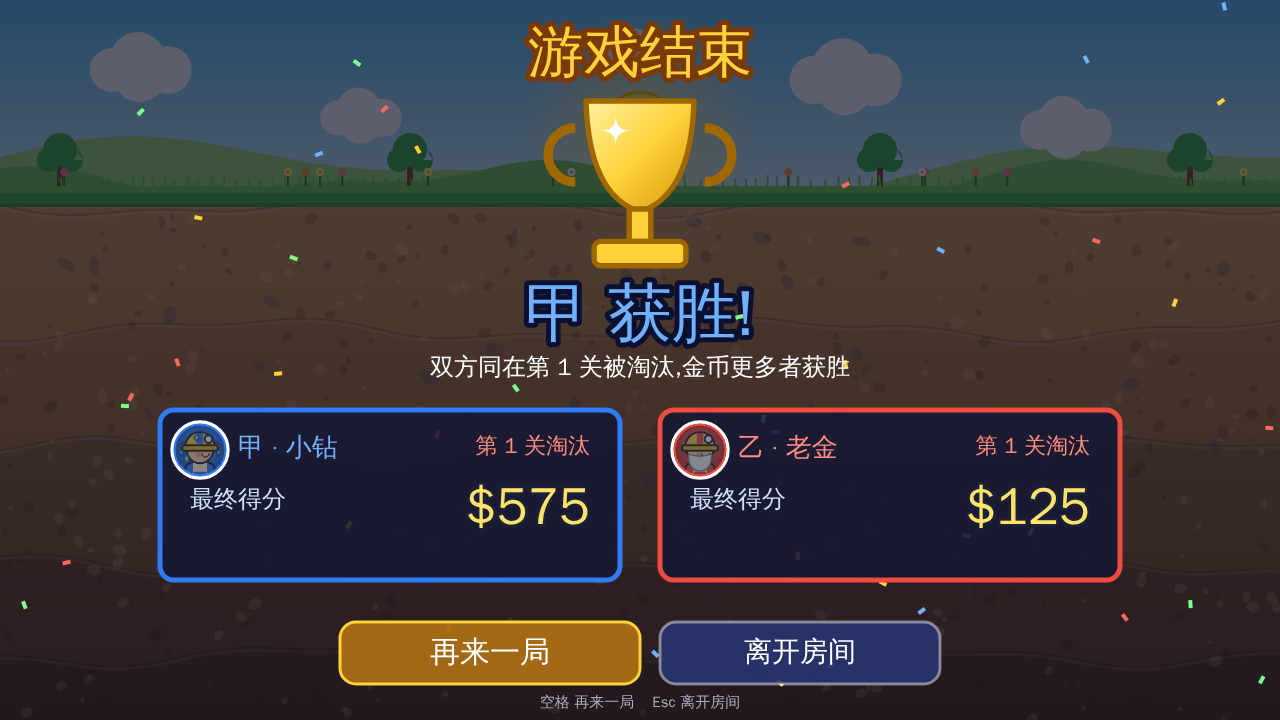 游戏结束
甲 获胜!
双方同在第 1 关被淘汰,金币更多者获胜
甲 · 小钻
第 1 关淘汰
最终得分
$575
乙 · 老金
第 1 关淘汰
最终得分
$125
再来一局
离开房间
空格 再来一局 Esc 离开房间